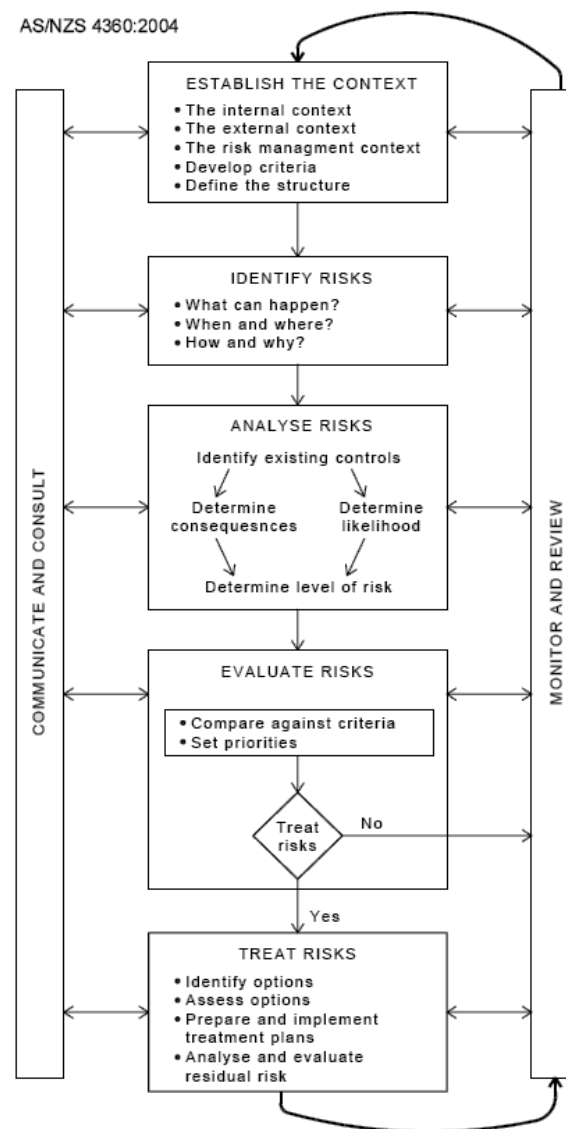 AS/NZS 4360:2004
ESTABLISH THE CONTEXT
• The internal context
• The external context
• The risk managment context
• Develop criteria
• Define the structure
IDENTIFY RISKS
• What can happen?
• When and where?
• How and why?
ANALYSE RISKS
Identify existing controls
Determine
consequesnces
Determine
likelihood
Determine level of risk
EVALUATE RISKS
• Compare against criteria
• Set priorities
Treat
risks
No
Yes
TREAT RISKS
• Identify options
• Assess options
• Prepare and implement
treatment plans
• Analyse and evaluate
residual risk
COMMUNICATE AND CONSULT
MONITOR AND REVIEW